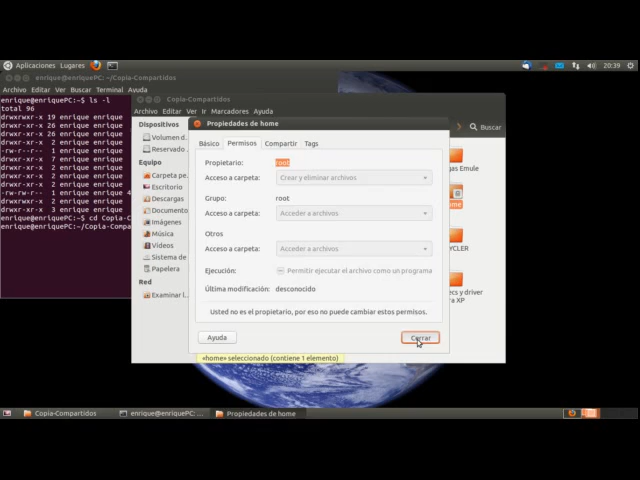 Aplicaciones Lugares
20:39
enrique@enriquePC: ~/Copia-Compartidos
Archivo Editar Ver Buscar Terminal Ayuda
enrique@enriquePC:~$ ls -l
total 96
drwxrwxr-x 19 enrique enrique
drwxr-xr-x 26 enrique enrique
drwxr-xr-x 26 enrique enrique
drwxr-xr-x 2 enrique enrique
-rw-r--r-- 1 enrique enrique
drwxr-xr-x 7 enrique enrique
drwxr-xr-x 2 enrique enrique
drwxr-xr-x 2 enrique enrique
drwxr-xr-x 2 enrique enrique
-rw-rw-r-- 1 enrique enrique 4
drwxr-xr-x 2 enrique enrique
drwxr-xr-x 3 enrique enrique
enrique@enriquePC:~$ cd Copia-C
enrique@enriquePC:~/Copia-Compa
Copia-Compartidos
Archivo Editar Ver Ir Marcadores Ayuda
Buscar
Dispositivos
Volumen d...
Reservado ...
Equipo
Carpeta pe...
Escritorio
Descargas
Documento
Imágenes
Música
Vídeos
Sistema de
Papelera
Red
Examinar l...
gas Emule
ome
YCLER
ecs y driver
ra XP
Propiedades de home
Básico Permisos Compartir Tags
Propietario: root
Acceso a carpeta: Crear y eliminar archivos
Grupo: root
Acceso a carpeta: Acceder a archivos
Otros
Acceso a carpeta: Acceder a archivos
Ejecución: Permitir ejecutar el archivo como un programa
Última modificación: desconocido
Usted no es el propietario, por eso no puede cambiar estos permisos.
Ayuda Cerrar
«home» seleccionado (contiene 1 elemento)
Copia-Compartidos
enrique@enriquePC: ...
Propiedades de home